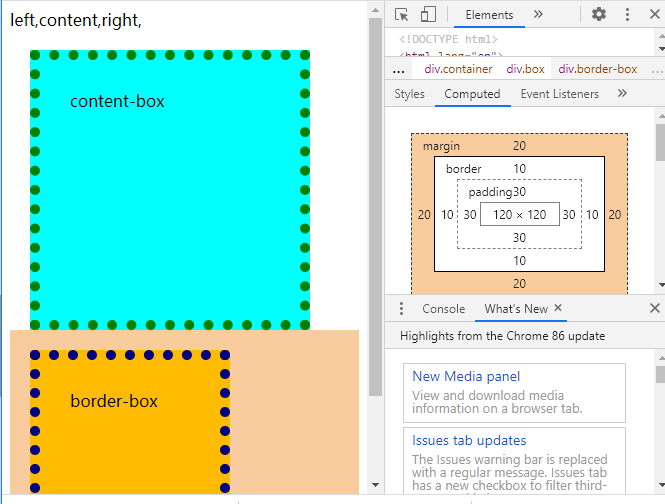 left,content,right,
content-box
border-box
Elements
<!DOCTYPE html>
... div.container div.box div.border-box ...
Styles Computed Event Listeners
margin 20
border 10
padding 30
20 10 30 120 × 120 30 10 20
30
10
20
Console What's New
Highlights from the Chrome 86 update
New Media panel
View and download media
information on a browser tab.
Issues tab updates
The Issues warning bar is replaced
with a regular message. Issues tab
has a new checkbox to filter third-